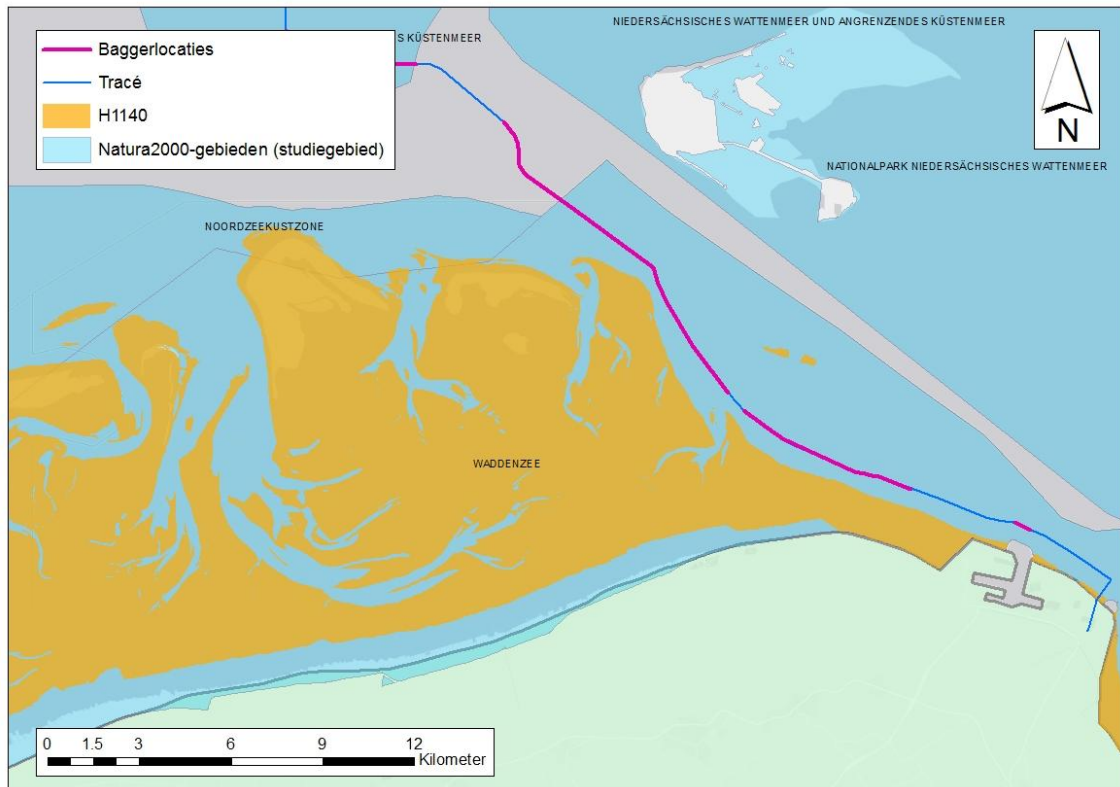 NIEDERSÄCHSISCHES WATTENMEER UND ANGRENZENDES KÜSTENMEER
S KÜSTENMEER
Baggerlocaties
Tracé
H1140
Natura2000-gebieden (studiegebied)
N
NATIONALPARK NIEDERSÄCHSISCHES WATTENMEER
NOORDZEEKUSTZONE
WADDENZEE
0 1.5 3 6 9 12
Kilometer